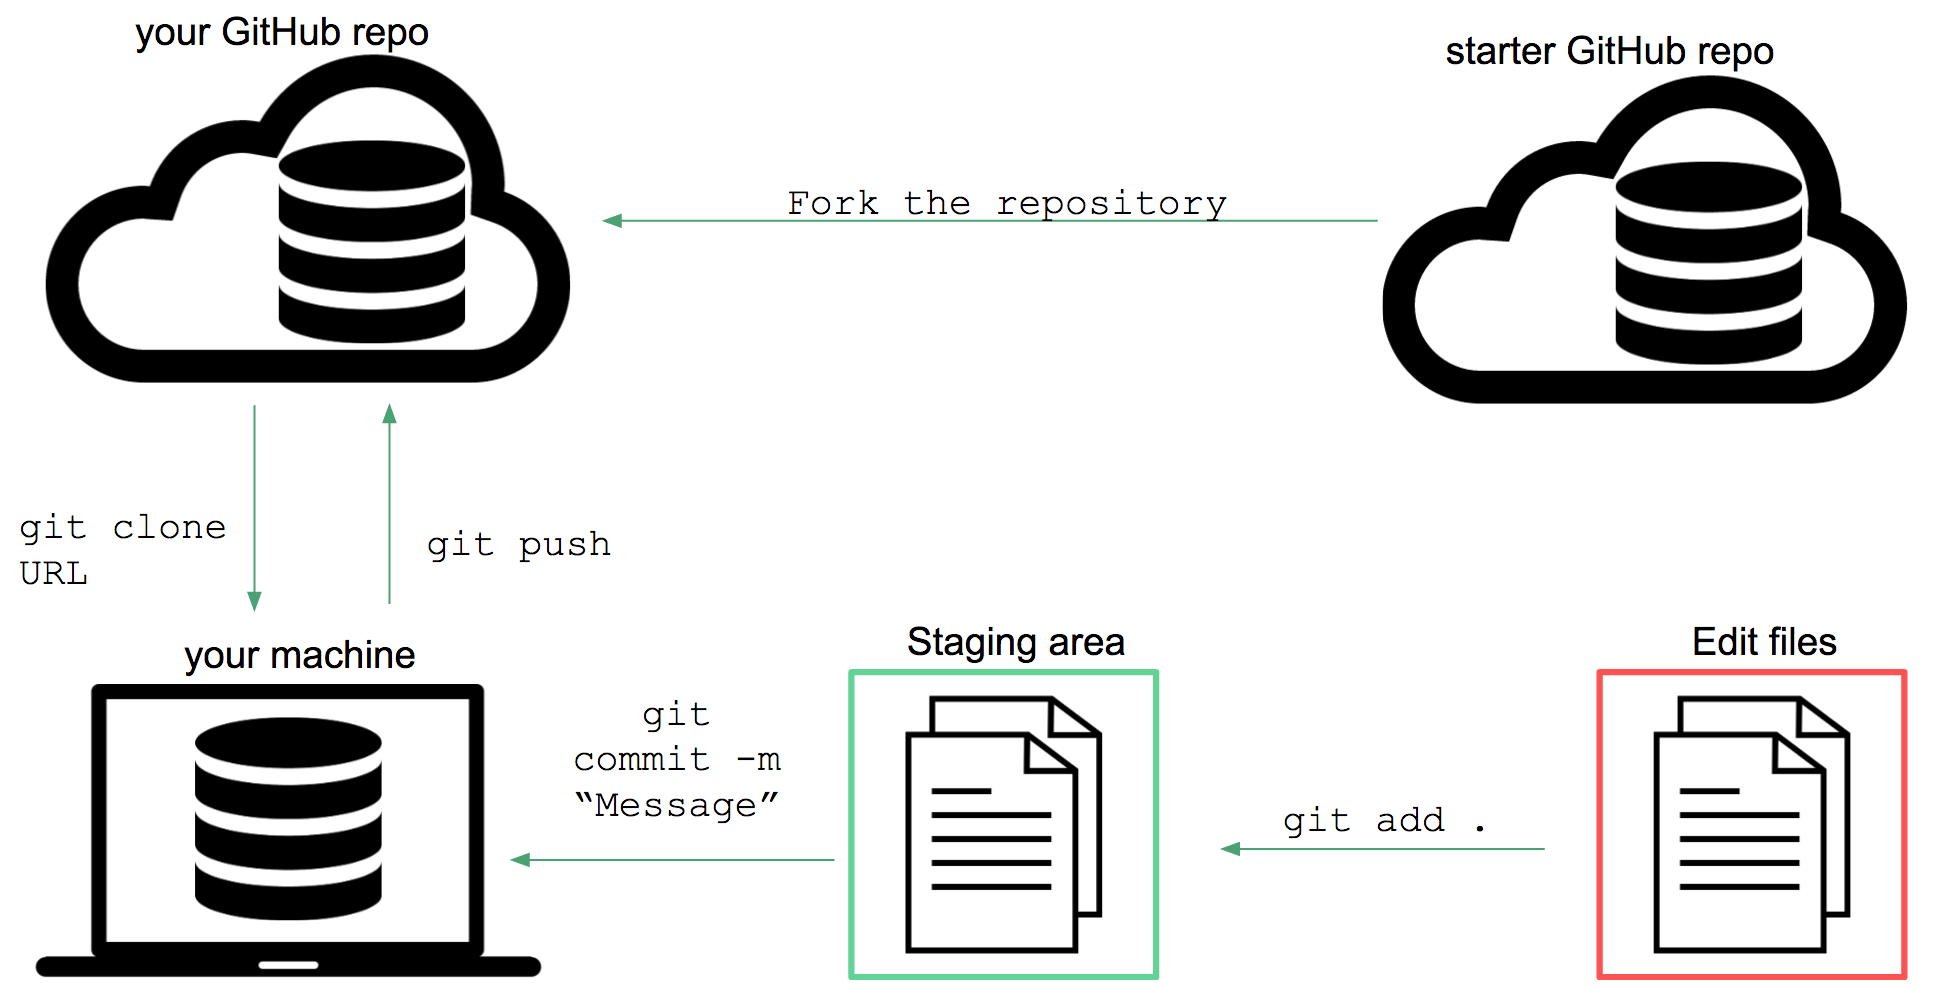 your GitHub repo
starter GitHub repo
Fork the repository
git clone
URL
git push
your machine
Staging area
Edit files
git
commit -m
“Message”
git add .